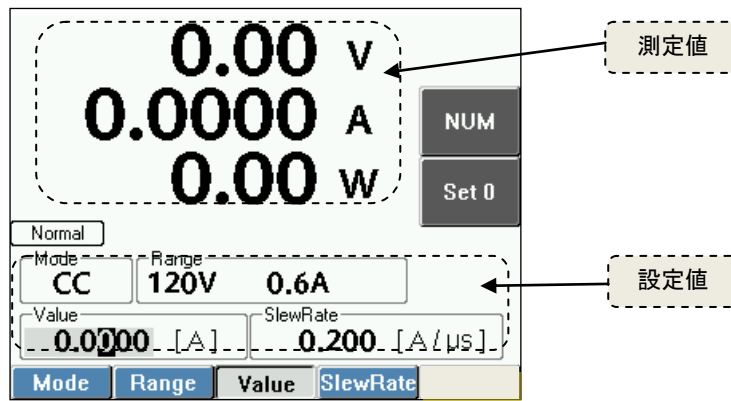 0.00 V
測定値
0.0000 A
NUM
0.00 W
Set 0
Normal
Mode
Range
CC
120V 0.6A
設定値
Value
SlewRate
0.0000 [A]
0.200 [A/μs]
Mode Range Value SlewRate